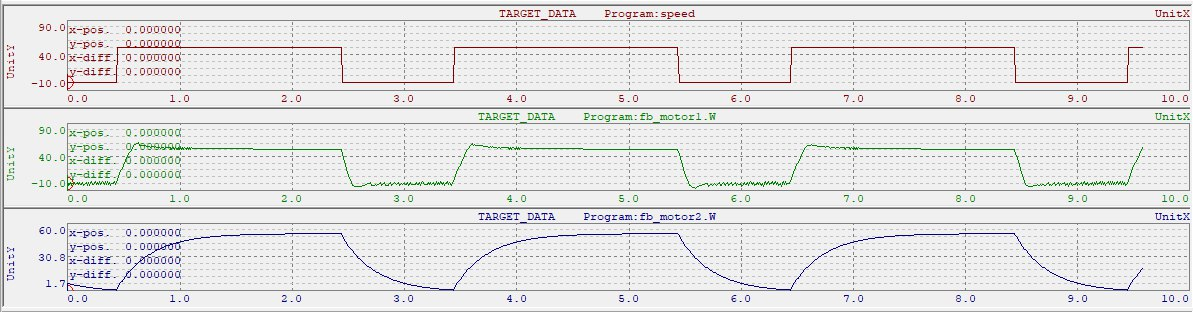 TARGET_DATA Program:speed UnitX
90.0 x-pos. 0.000000
y-pos. 0.000000
UnitY 40.0 x-diff. 0.000000
y-diff. 0.000000
-10.0
0.0 1.0 2.0 3.0 4.0 5.0 6.0 7.0 8.0 9.0 10.0
TARGET_DATA Program:fb_motor1.W UnitX
90.0 x-pos. 0.000000
y-pos. 0.000000
UnitY 40.0 x-diff. 0.000000
y-diff. 0.000000
-10.0
0.0 1.0 2.0 3.0 4.0 5.0 6.0 7.0 8.0 9.0 10.0
TARGET_DATA Program:fb_motor2.W UnitX
60.0 x-pos. 0.000000
y-pos. 0.000000
UnitY 30.8 x-diff. 0.000000
y-diff. 0.000000
1.7
0.0 1.0 2.0 3.0 4.0 5.0 6.0 7.0 8.0 9.0 10.0